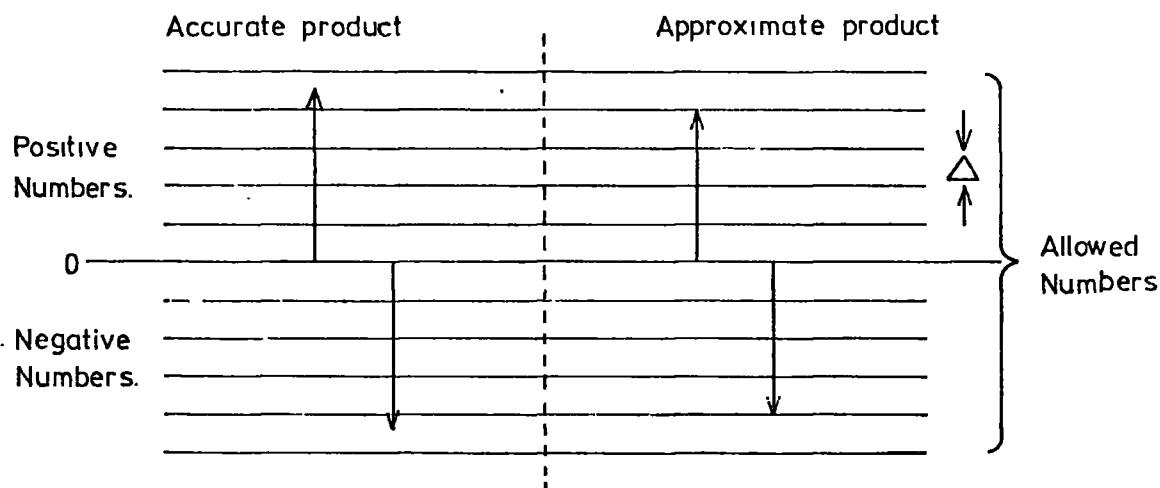 Accurate product
Approximate product
Positive
Numbers.
Δ
0
Allowed
Numbers
Negative
Numbers.